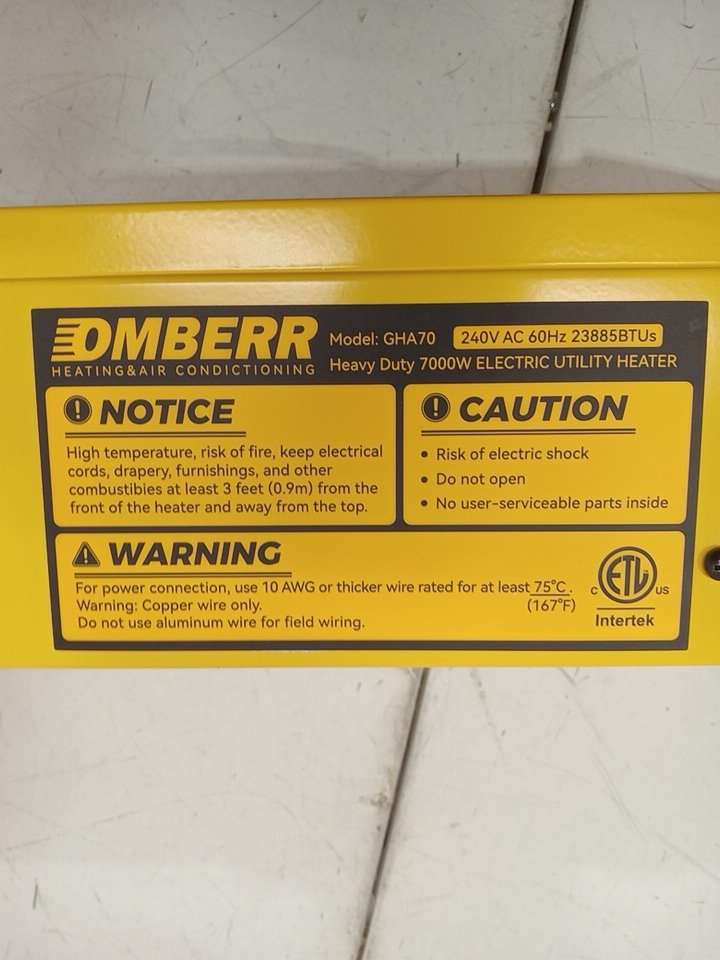 OMBERR
HEATING&AIR CONDICTIONING
Model: GHA70 240V AC 60Hz 23885BTUs
Heavy Duty 7000W ELECTRIC UTILITY HEATER
NOTICE
High temperature, risk of fire, keep electrical
cords, drapery, furnishings, and other
combustibies at least 3 feet (0.9m) from the
front of the heater and away from the top.
CAUTION
• Risk of electric shock
• Do not open
• No user-serviceable parts inside
WARNING
For power connection, use 10 AWG or thicker wire rated for at least 75°C.
(167°F)
Warning: Copper wire only.
Do not use aluminum wire for field wiring.
C ETL US
Intertek